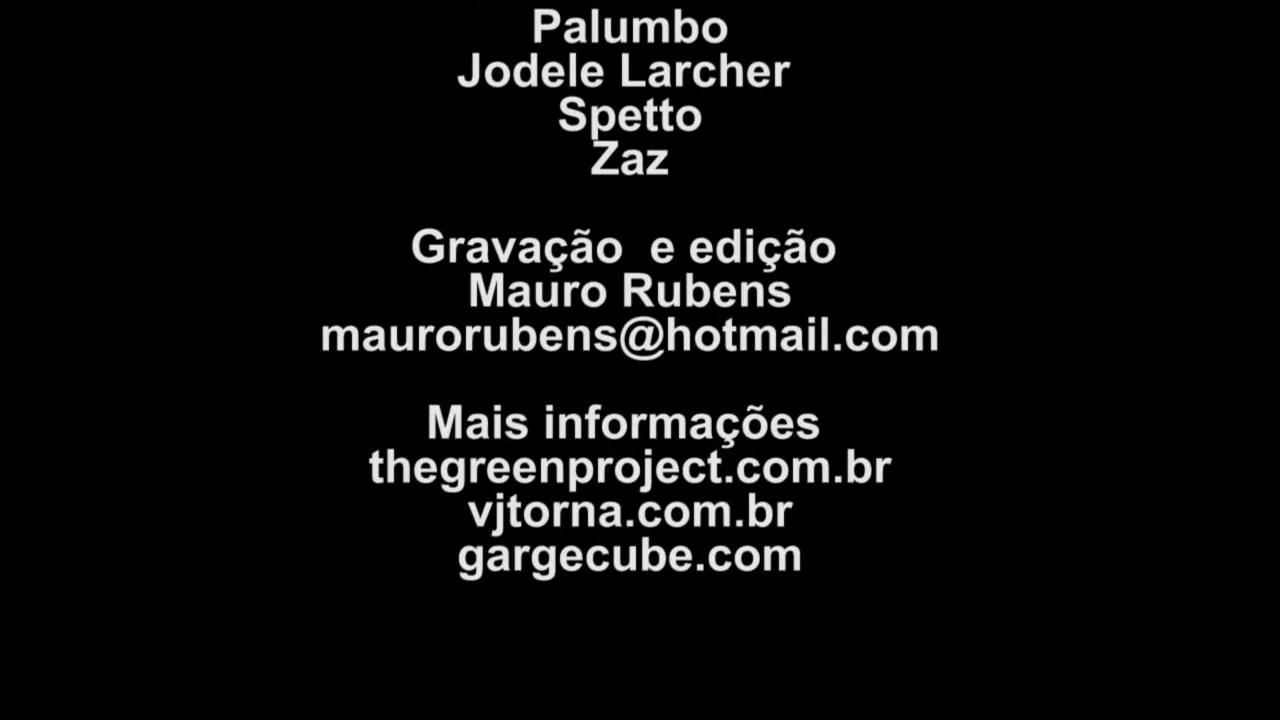 Palumbo
Jodele Larcher
Spetto
Zaz
Gravação e edição
Mauro Rubens
maurorubens@hotmail.com
Mais informações
thegreenproject.com.br
vjtorna.com.br
gargecube.com